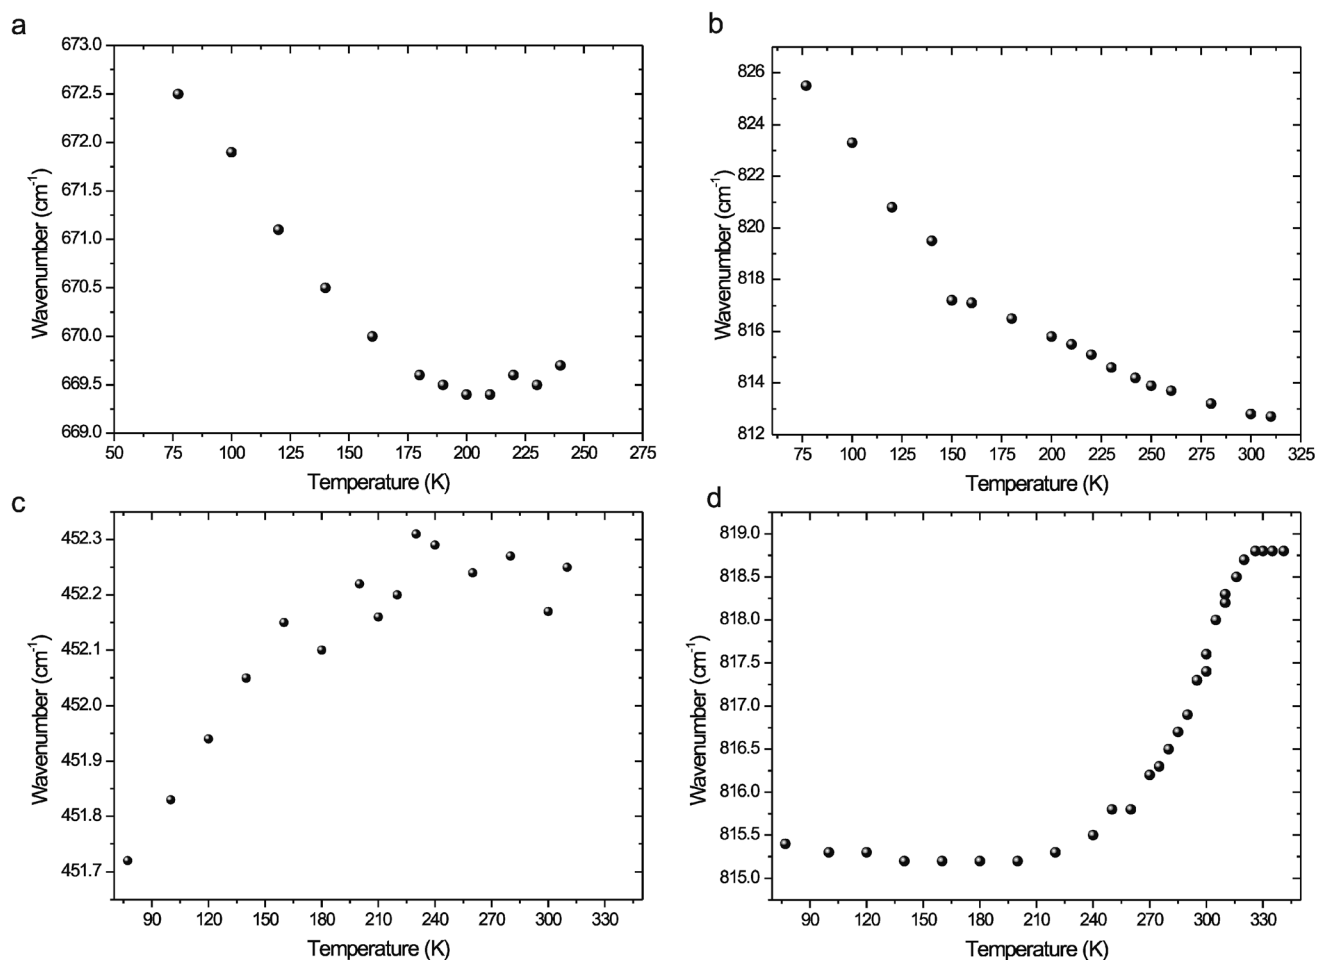 a
673.0
672.5
672.0
671.5
671.0
670.5
670.0
669.5
669.0
50 75 100 125 150 175 200 225 250 275
Wavenumber (cm⁻¹)
Temperature (K)
b
826
824
822
820
818
816
814
812
75 100 125 150 175 200 225 250 275 300 325
Wavenumber (cm⁻¹)
Temperature (K)
c
452.3
452.2
452.1
452.0
451.9
451.8
451.7
90 120 150 180 210 240 270 300 330
Wavenumber (cm⁻¹)
Temperature (K)
d
819.0
818.5
818.0
817.5
817.0
816.5
816.0
815.5
815.0
90 120 150 180 210 240 270 300 330
Wavenumber (cm⁻¹)
Temperature (K)